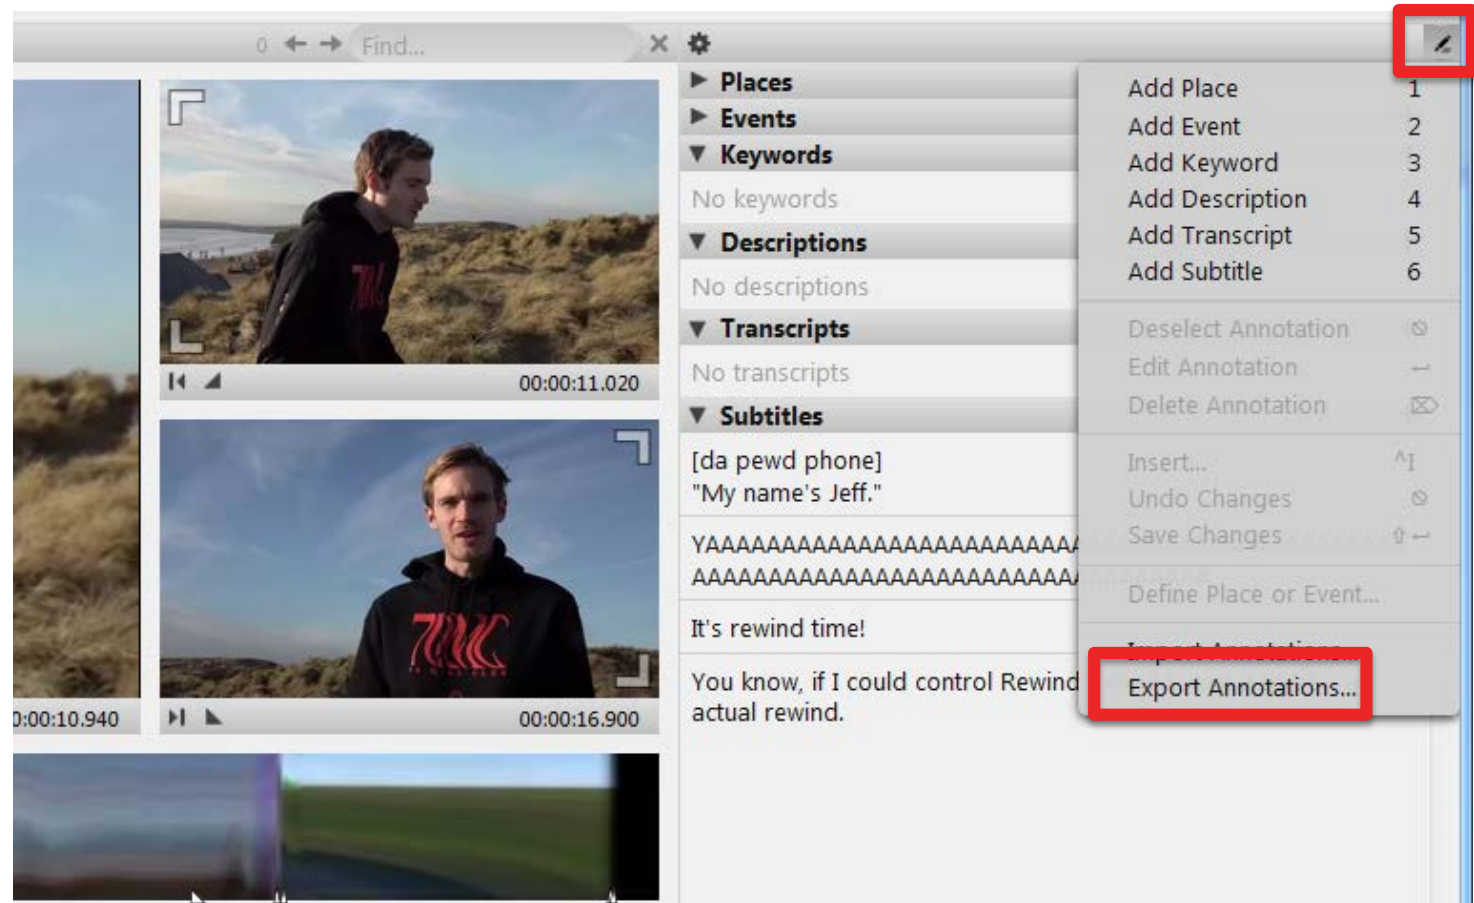 0 Find...
Places
Events
Keywords
No keywords
Descriptions
No descriptions
Transcripts
No transcripts
Subtitles
[da pewd phone]
"My name's Jeff."
YAAAAAAAAAAAAAAAAAAAAAAAAA
AAAAAAAAAAAAAAAAAAAAAAAAAA
It's rewind time!
You know, if I could control Rewind
actual rewind.
00:00:11.020
0:00:10.940
00:00:16.900
Add Place 1
Add Event 2
Add Keyword 3
Add Description 4
Add Transcript 5
Add Subtitle 6
Deselect Annotation
Edit Annotation
Delete Annotation
Insert... ^I
Undo Changes
Save Changes
Define Place or Event...
Import Annotations...
Export Annotations...